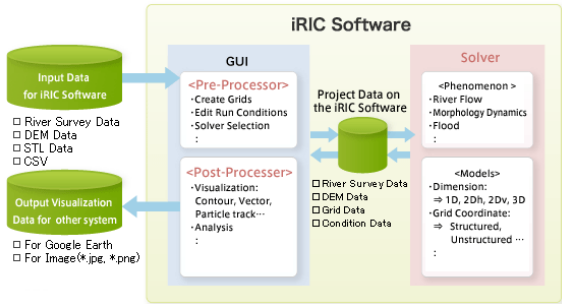 iRIC Software
Input Data
for iRIC Software
□ River Survey Data
□ DEM Data
□ STL Data
□ CSV
Output Visualization
Data for other system
□ For Google Earth
□ For Image(*.jpg, *.png)
GUI
<Pre-Processor>
・Create Grids
・Edit Run Conditions
・Solver Selection
:
<Post-Processer>
・Visualization:
Contour, Vector,
Particle track…
・Analysis
:
Project Data on
the iRIC Software
□ River Survey Data
□ DEM Data
□ Grid Data
□ Condition Data
Solver
<Phenomenon >
・River Flow
・Morphology Dynamics
・Flood
:
<Models>
・Dimension:
⇒ 1D, 2Dh, 2Dv, 3D
・Grid Coordinate:
⇒ Structured,
Unstructured …
: